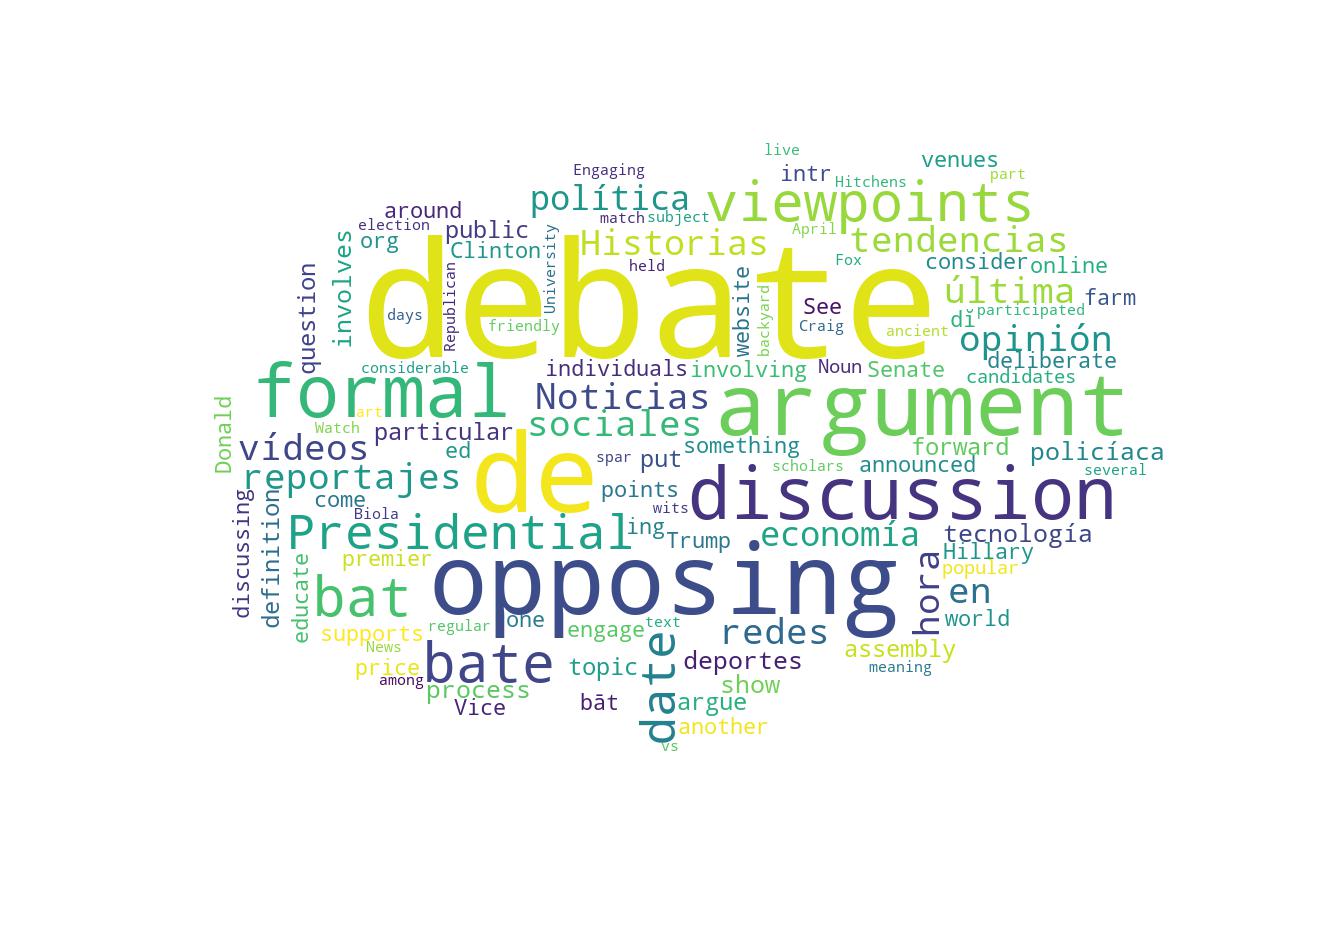 live
Engaging
intr
venues
Hitchens
part
política
viewpoints
around
match
subject
election
public
April
org
Clinton
Historias
tendencias
involves
University
held
Fox
consider
online
question
Republican
debate
website
backyard
See
última
farm
days
friendly
Craig
ancient
di
participated
opinión
deliberate
considerable
individuals
involving
Noun
Senate
candidates
formal
Noticias
argument
Donald
art
Watch
sociales
vídeos
particular
ed
something
forward
policíaca
reportajes
de
spar
put
scholars
announced
several
come
points
discussion
discussing
definition
Biola
wits
Presidential
ing
Trump
economía
tecnología
Hillary
premier
opposing
hora
popular
educate
bat
en
supports
regular
one
engage
text
redes
world
News
assembly
price
bate
topic
date
deportes
meaning
among
process
show
Vice
bāt
argue
another
vs